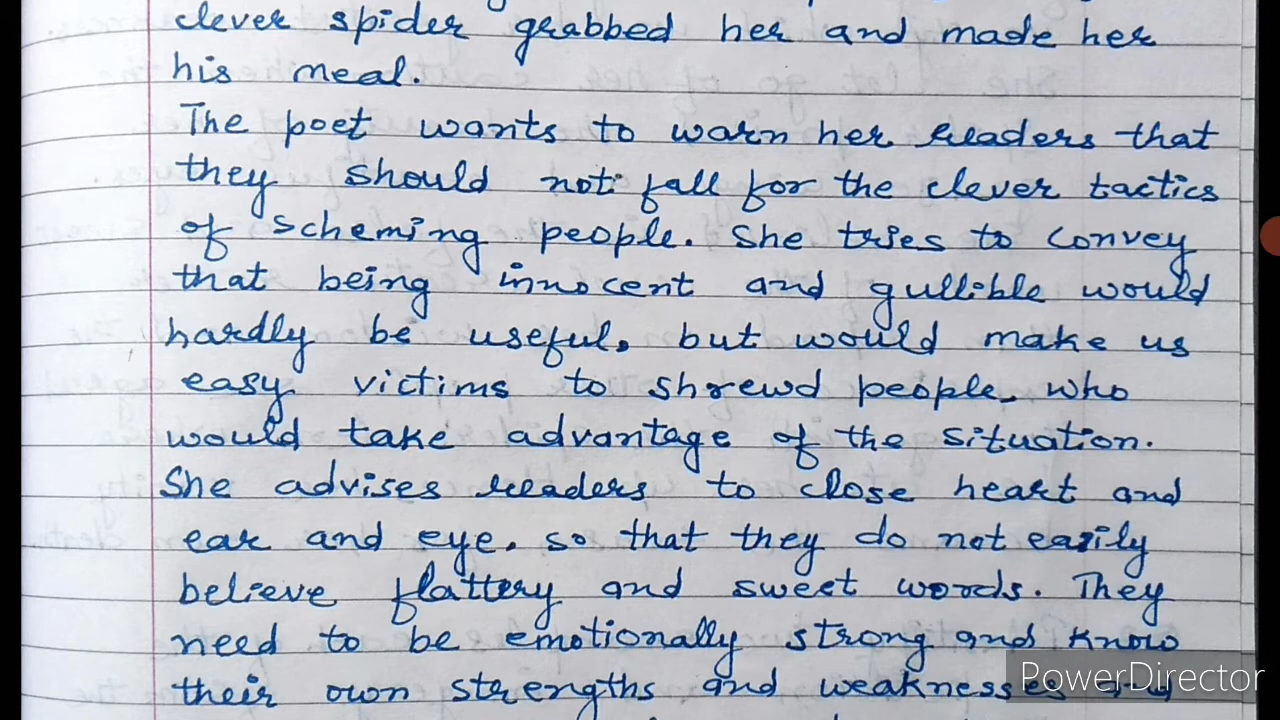 clever spider grabbed her and made her
his meal.
The poet wants to warn her readers that
they should not fall for the clever tactics
of scheming people. She tries to convey
that being innocent and gullible would
hardly be useful, but would make us
easy victims to shrewd people, who
would take advantage of the situation.
She advises readers to close heart and
ear and eye. so that they do not easily
believe flattery and sweet words. They
need to be emotionally strong and know
their own strengths and weaknesses and
PowerDirector